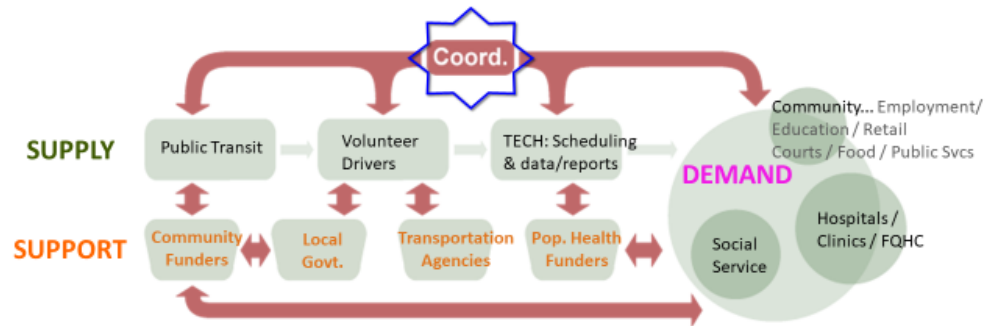 Coord.
SUPPLY
Public Transit
Volunteer
Drivers
TECH: Scheduling
& data/reports
Community... Employment/
Education / Retail
Courts / Food / Public Svcs
DEMAND
Hospitals /
Clinics / FQHC
Social
Service
SUPPORT
Community
Funders
Local
Govt.
Transportation
Agencies
Pop. Health
Funders